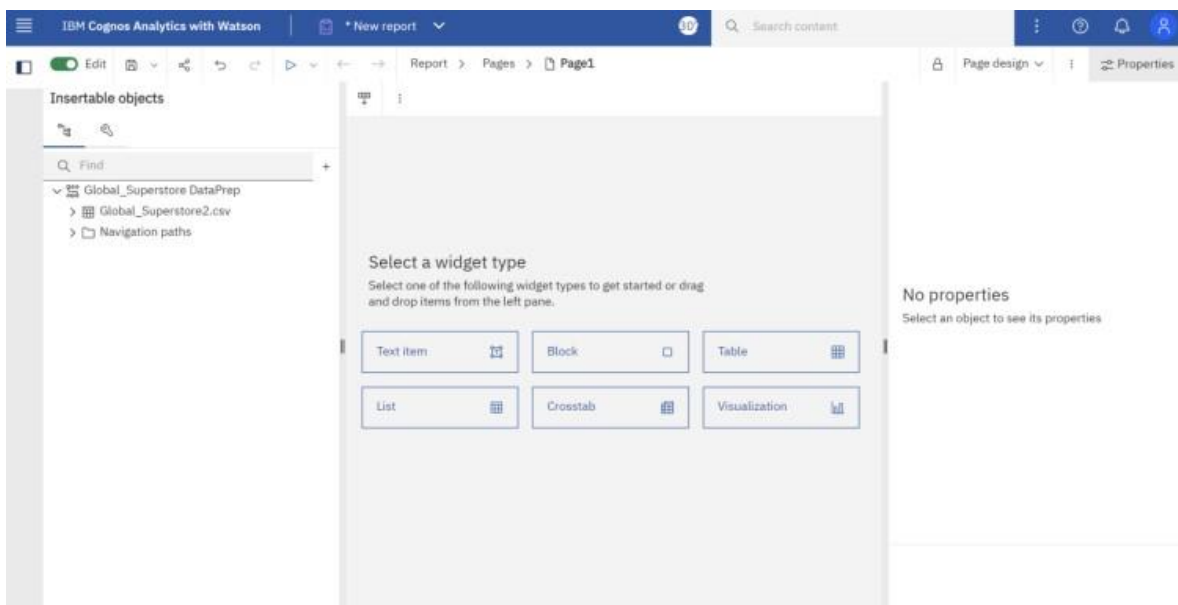 IBM Cognos Analytics with Watson
* New report
30
Search content
Edit
Report > Pages > Page1
Page design
Properties
Insertable objects
Find
+
Global_Superstore DataPrep
Global_Superstore2.csv
Navigation paths
Select a widget type
Select one of the following widget types to get started or drag
and drop items from the left pane.
Text item
Block
Table
List
Crosstab
Visualization
No properties
Select an object to see its properties